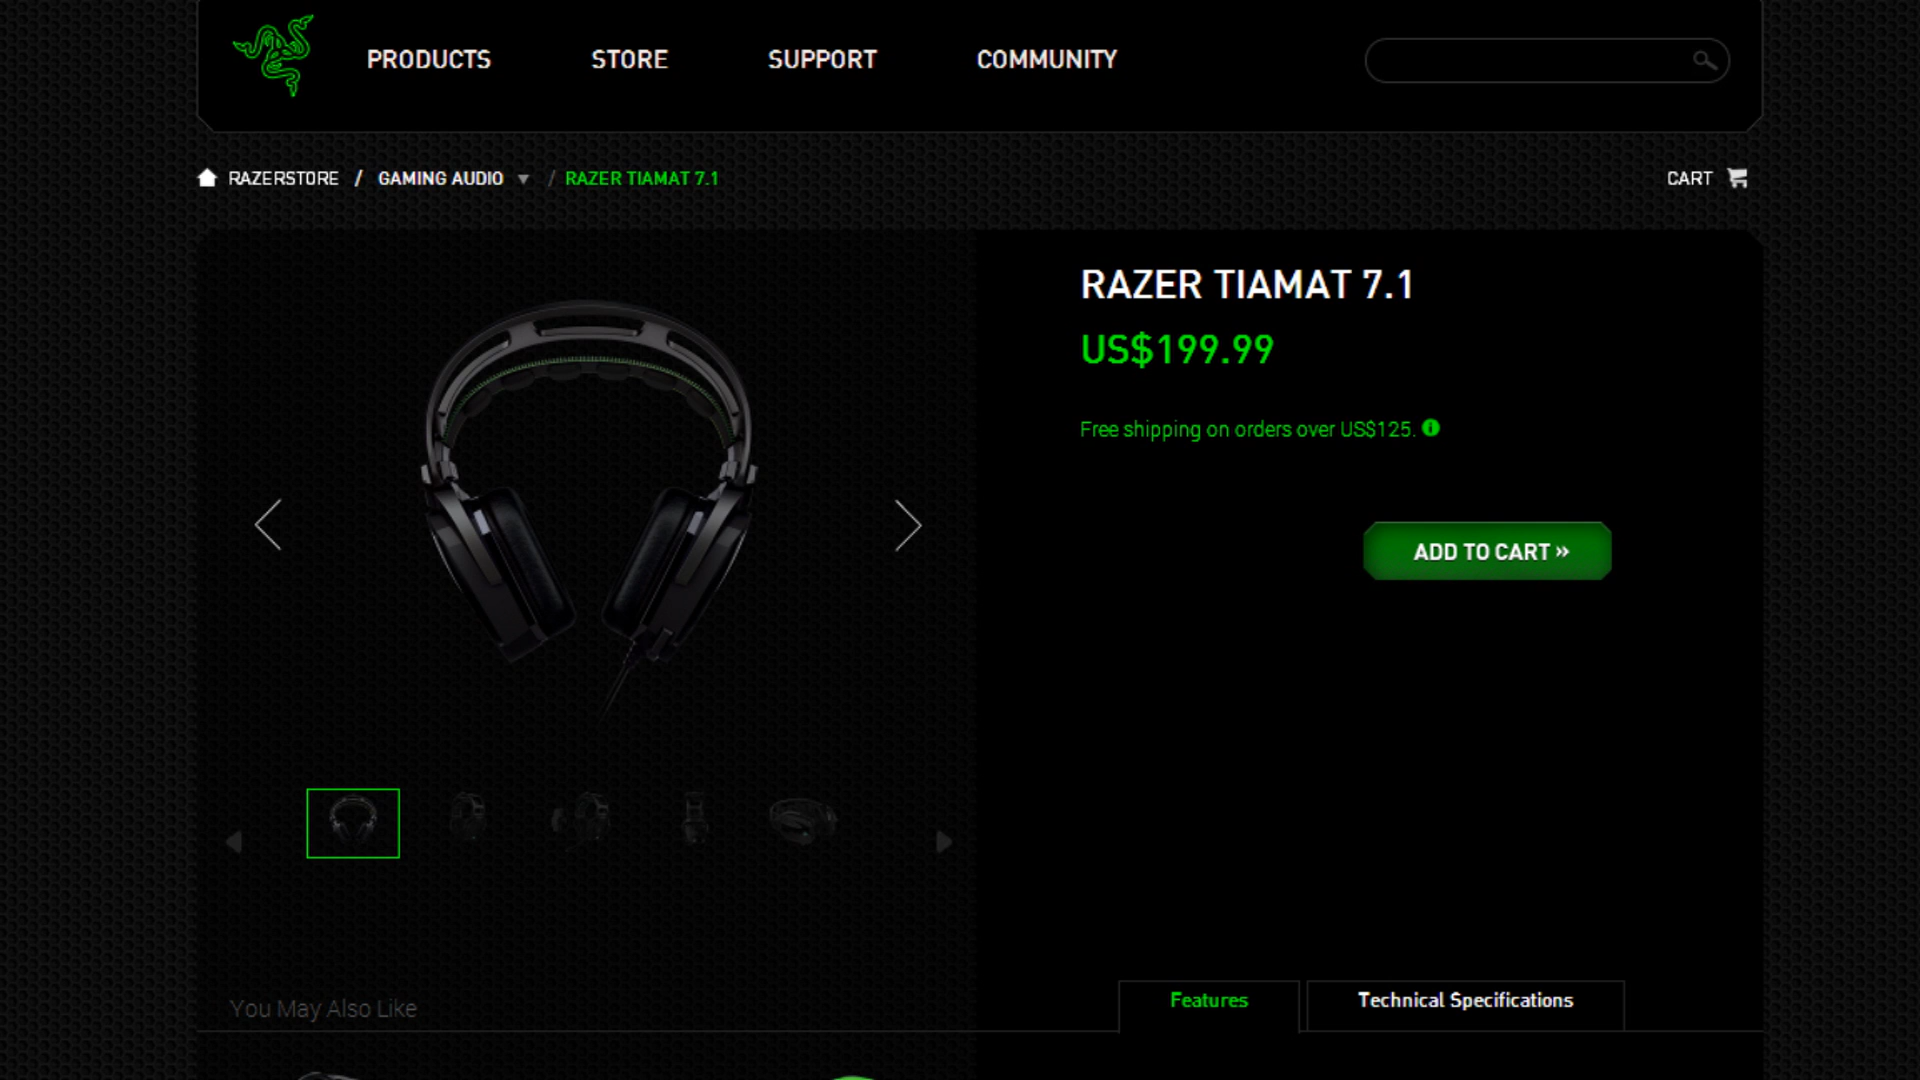 PRODUCTS STORE SUPPORT COMMUNITY
RAZERSTORE / GAMING AUDIO ▼ / RAZER TIAMAT 7.1
CART
RAZER TIAMAT 7.1
US$199.99
Free shipping on orders over US$125.
ADD TO CART »
You May Also Like
Features
Technical Specifications